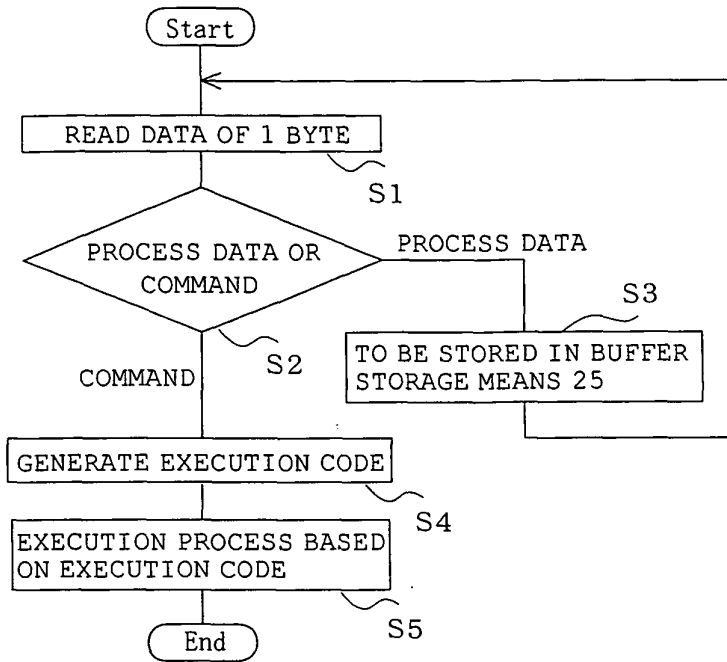 Start
READ DATA OF 1 BYTE
S1
PROCESS DATA OR
COMMAND
PROCESS DATA
S2
COMMAND
S3
TO BE STORED IN BUFFER
STORAGE MEANS 25
GENERATE EXECUTION CODE
S4
EXECUTION PROCESS BASED
ON EXECUTION CODE
S5
End